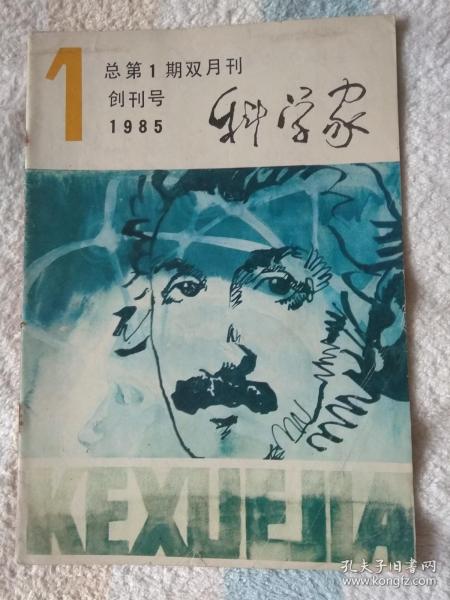 1
总第1期双月刊
创刊号
1985
科学家
KEXUEJIA
孔夫子旧书网
www.kongfz.com